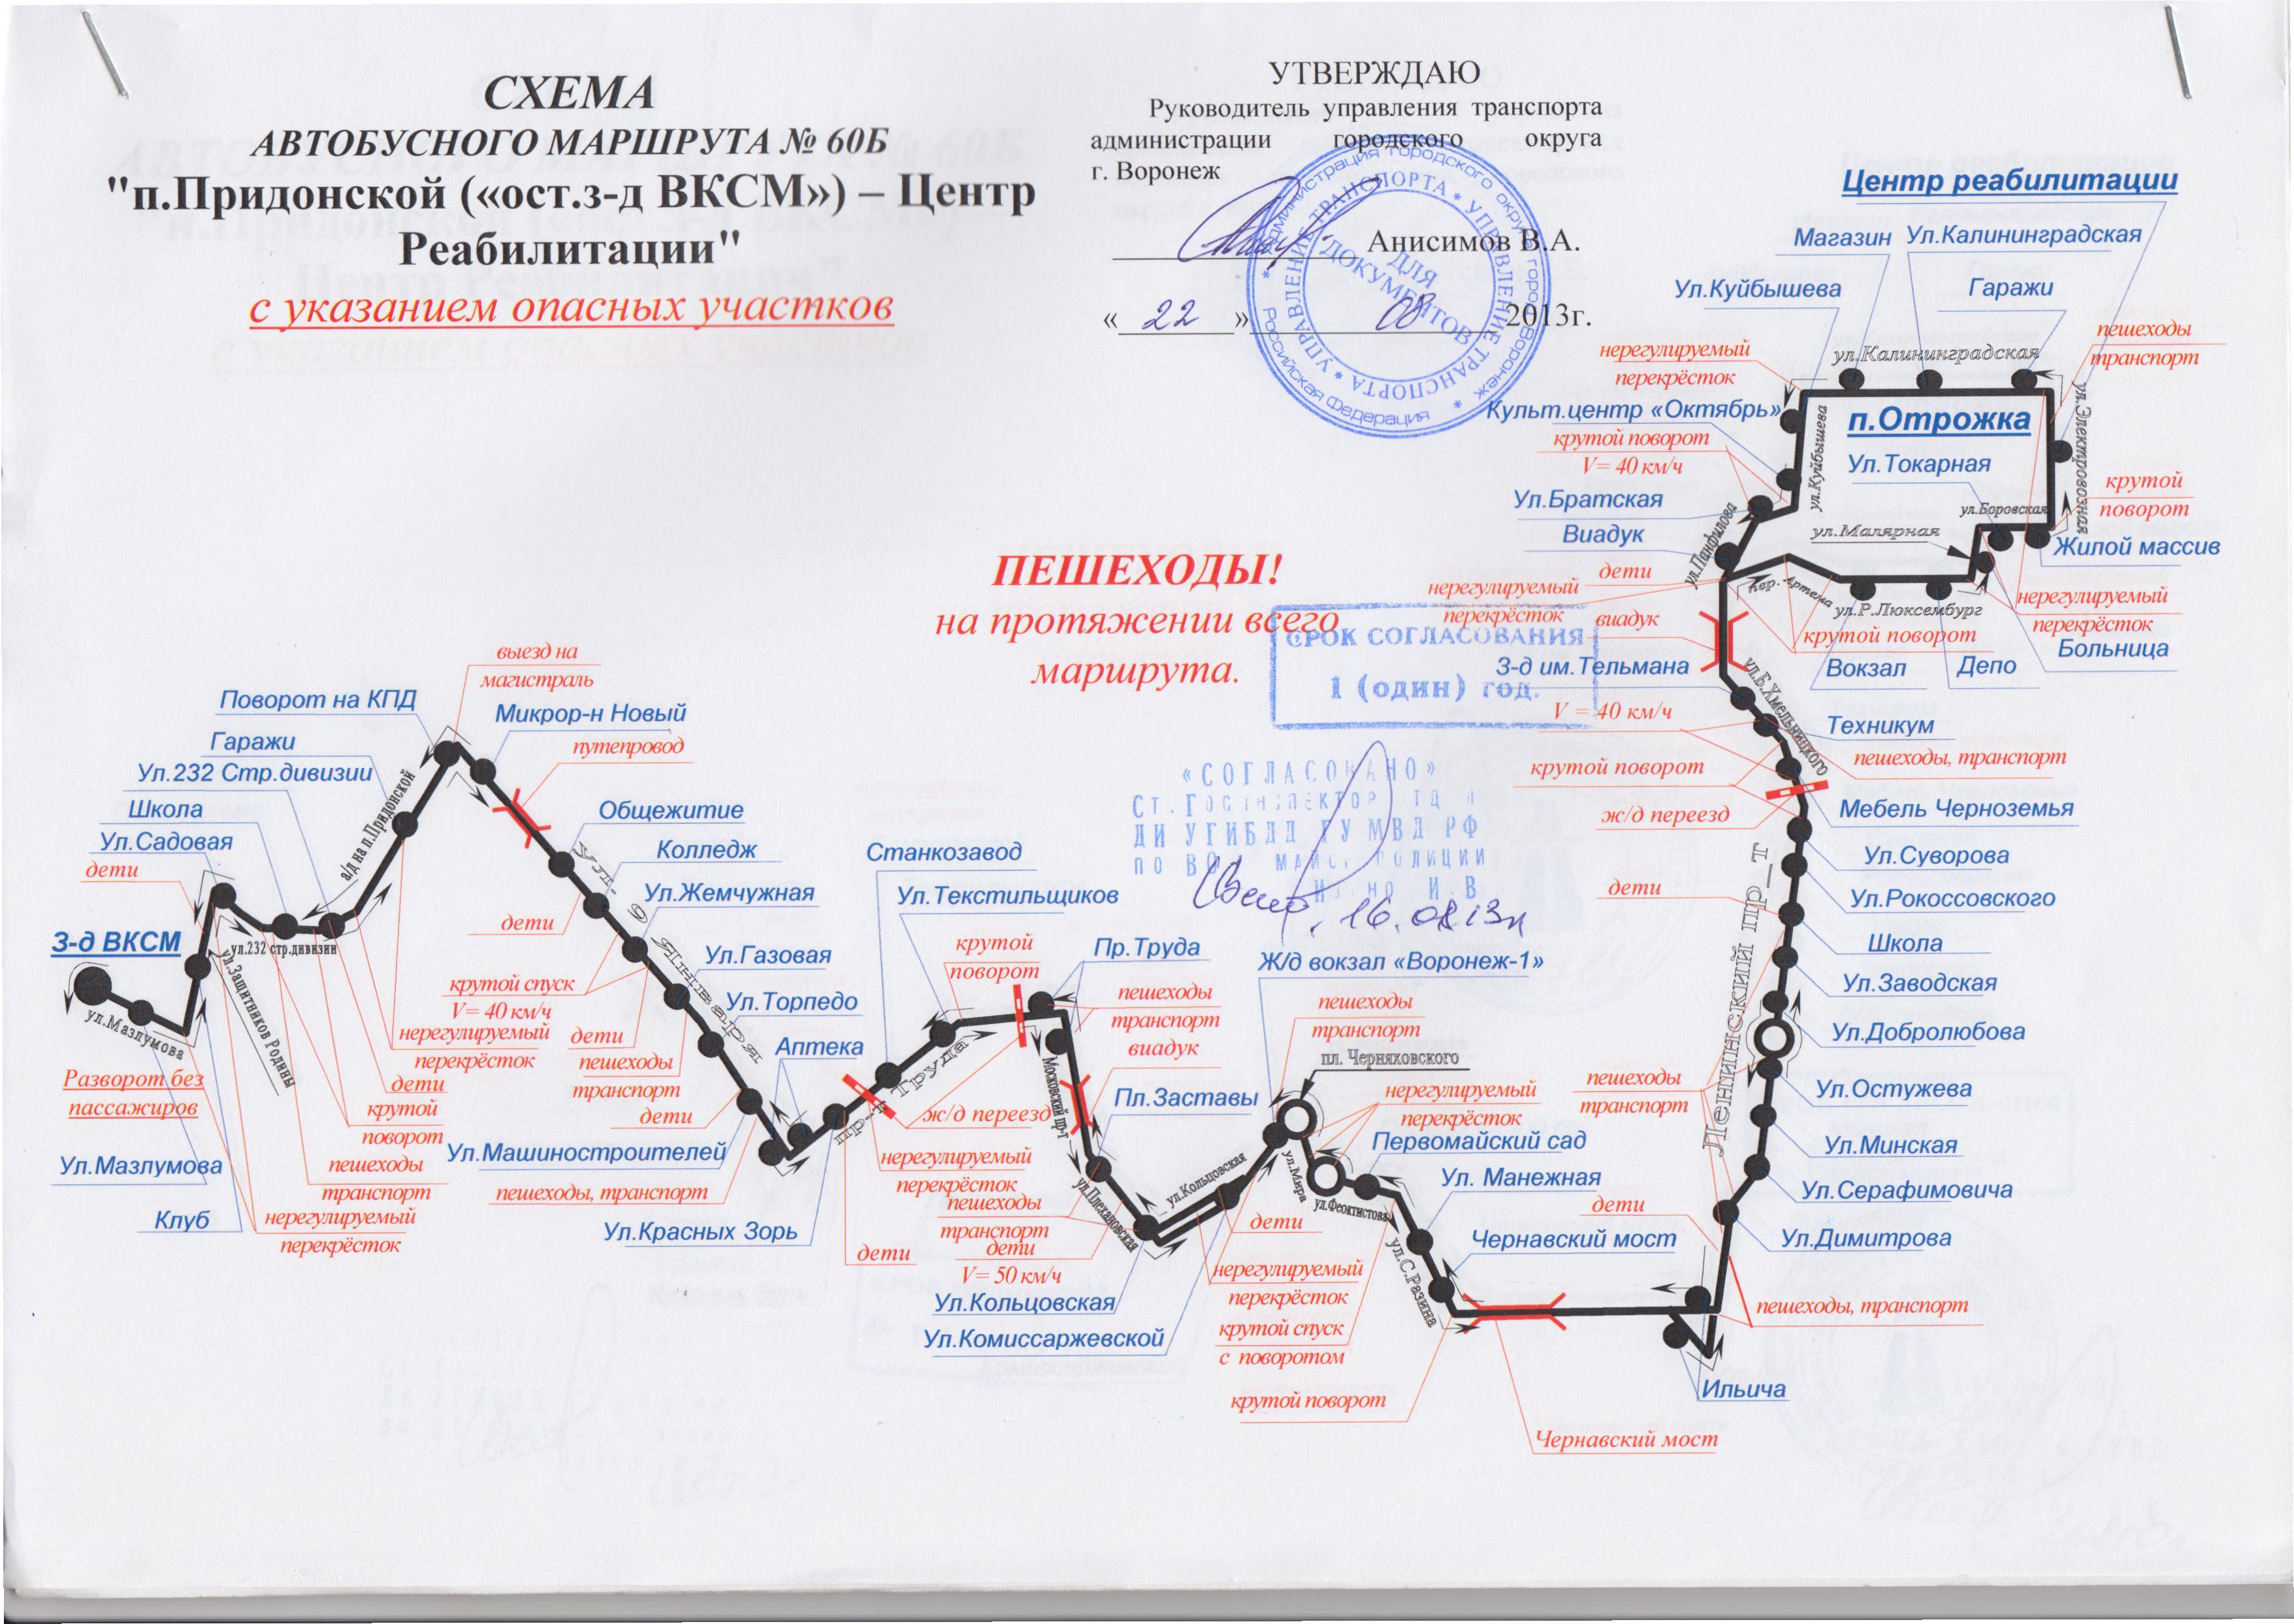 СХЕМА
АВТОБУСНОГО МАРШРУТА № 60Б
"п.Придонской («ост.з-д ВКСМ») – Центр
Реабилитации"
с указанием опасных участков
УТВЕРЖДАЮ
Руководитель управления транспорта
администрации городского округа
г. Воронеж
Анисимов В.А.
« 22 » 08 2013г.
* Администрация городского округа город Воронеж * Российская Федерация
* УПРАВЛЕНИЕ ТРАНСПОРТА * УПРАВЛЕНИЕ ТРАНСПОРТА
ДЛЯ
ДОКУМЕНТОВ
ПЕШЕХОДЫ!
на протяжении всего
маршрута.
СРОК СОГЛАСОВАНИЯ
1 (один) год.
«СОГЛАСОВАНО»
Ст.Госинспектор
ДИ УГИБДД ГУ МВД РФ
по
И.В
16.08.13г
Центр реабилитации
Магазин
Ул.Калининградская
Ул.Куйбышева
Гаражи
пешеходы
транспорт
нерегулируемый
перекрёсток
ул.Калининградская
Культ.центр «Октябрь»
п.Отрожка
ул.Куйбышева
ул.Электровозная
крутой поворот
V= 40 км/ч
Ул.Токарная
крутой
поворот
Ул.Братская
ул.Боровская
Виадук
ул.Малярная
Жилой массив
ул.Панфилова
дети
нерегулируемый
перекрёсток
пер. Артема
ул.Р.Люксембург
нерегулируемый
перекрёсток
виадук
крутой поворот
Больница
З-д им.Тельмана
Вокзал
Депо
ул.Б.Хмельницкого
V = 40 км/ч
Техникум
пешеходы, транспорт
крутой поворот
ж/д переезд
Мебель Черноземья
Ул.Суворова
дети
Ул.Рокоссовского
Школа
Ул.Заводская
Ленинский пр_т
Ул.Добролюбова
пешеходы
транспорт
Ул.Остужева
Ул.Минская
Ул.Серафимовича
дети
Ул.Димитрова
пешеходы, транспорт
Ильича
выезд на
магистраль
Поворот на КПД
Микрор-н Новый
Гаражи
путепровод
Ул.232 Стр.дивизии
Школа
а/д на п.Придонской
Общежитие
Ул.Садовая
Колледж
дети
ул. 9 Января
Ул.Жемчужная
дети
З-д ВКСМ
ул.232 стр.дивизии
ул.Защитников Родины
Ул.Газовая
крутой спуск
V= 40 км/ч
Ул.Торпедо
ул.Мазлумова
нерегулируемый
перекрёсток
дети
пешеходы
транспорт
Аптека
Разворот без
пассажиров
дети
крутой
поворот
дети
Ул.Мазлумова
пешеходы
транспорт
Ул.Машиностроителей
пешеходы, транспорт
Клуб
нерегулируемый
перекрёсток
Ул.Красных Зорь
Станкозавод
Ул.Текстильщиков
крутой
поворот
Пр.Труда
пешеходы
транспорт
виадук
пр-т Труда
Московский пр-т
ж/д переезд
Пл.Заставы
нерегулируемый
перекрёсток
пешеходы
транспорт
дети
V= 50 км/ч
дети
ул.Плехановская
ул.Кольцовская
Ул.Кольцовская
Ул.Комиссаржевской
Ж/д вокзал «Воронеж-1»
пешеходы
транспорт
пл. Черняховского
нерегулируемый
перекрёсток
Первомайский сад
ул.Мира
ул.Феоктистова
Ул. Манежная
дети
Чернавский мост
ул.С.Разина
нерегулируемый
перекрёсток
крутой спуск
с поворотом
крутой поворот
Чернавский мост